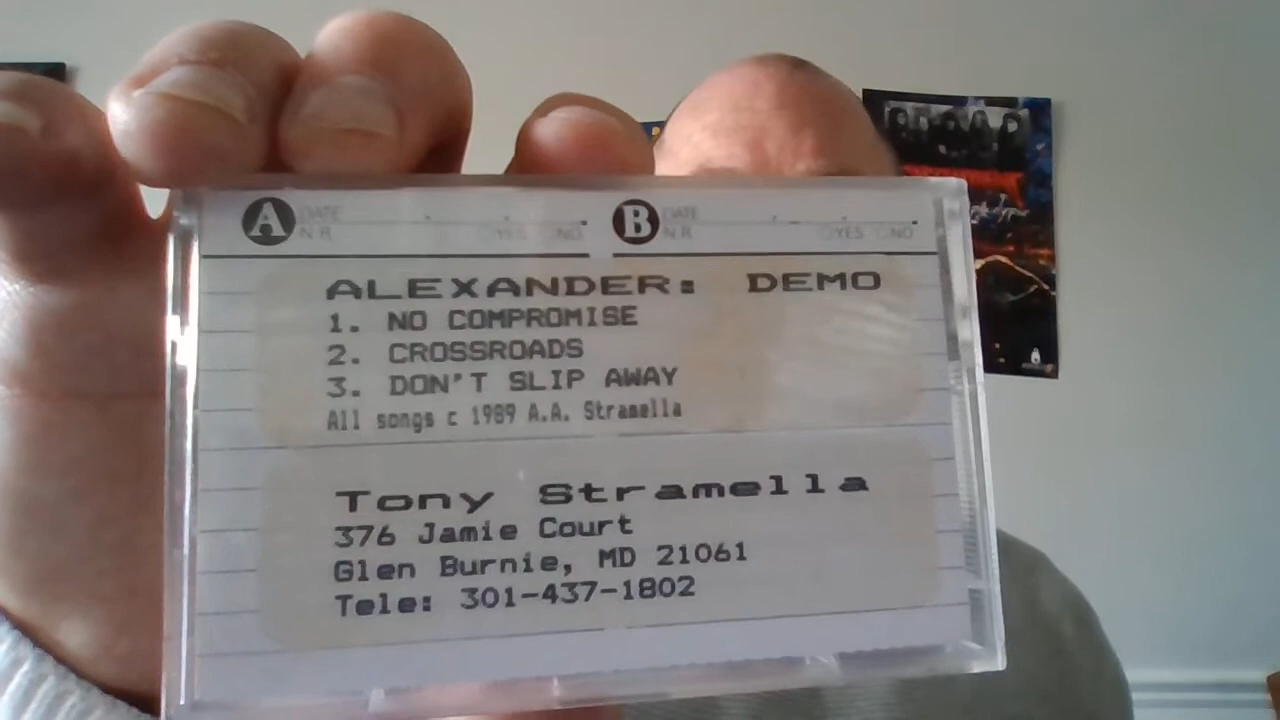 A DATE B DATE
N.R. YES NO N.R. YES NO
ALEXANDER: DEMO
1. NO COMPROMISE
2. CROSSROADS
3. DON'T SLIP AWAY
All songs c 1989 A.A. Stramella
Tony Stramella
376 Jamie Court
Glen Burnie, MD 21061
Tele: 301-437-1802